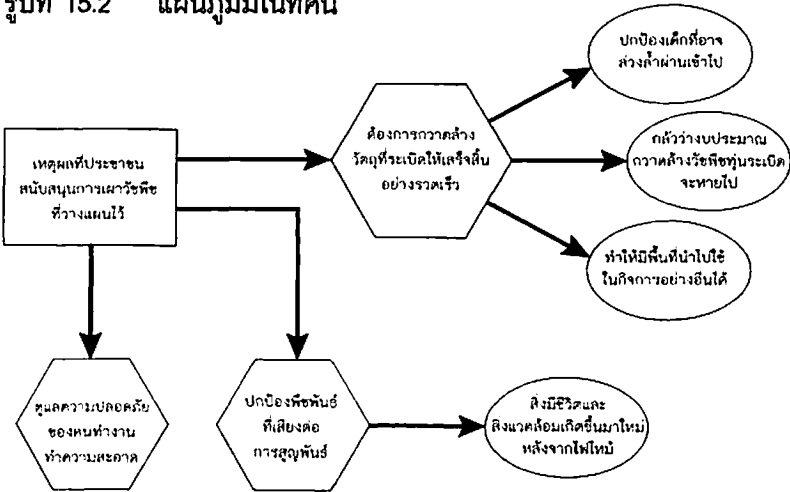 รูปที่ 15.2 แผนภูมิมโนทัศน์
ปกป้องเด็กที่อาจ
ล่วงล้ำผ่านเข้าไป
ต้องการกวาดล้าง
วัตถุที่ระเบิดให้เสร็จสิ้น
อย่างรวดเร็ว
เหตุผลที่ประชาชน
สนับสนุนการเผาวัชพืช
ที่วางแผนไว้
กลัวว่างบประมาณ
กวาดล้างวัชพืชทุ่นระเบิด
จะหายไป
ทำให้มีพื้นที่นำไปใช้
ในกิจการอย่างอื่นได้
ดูแลความปลอดภัย
ของคนทำงาน
ทำความสะอาด
ปกป้องพืชพันธ์
ที่เสี่ยงต่อ
การสูญพันธ์
สิ่งมีชีวิตและ
สิ่งแวดล้อมเกิดขึ้นมาใหม่
หลังจากไฟไหม้